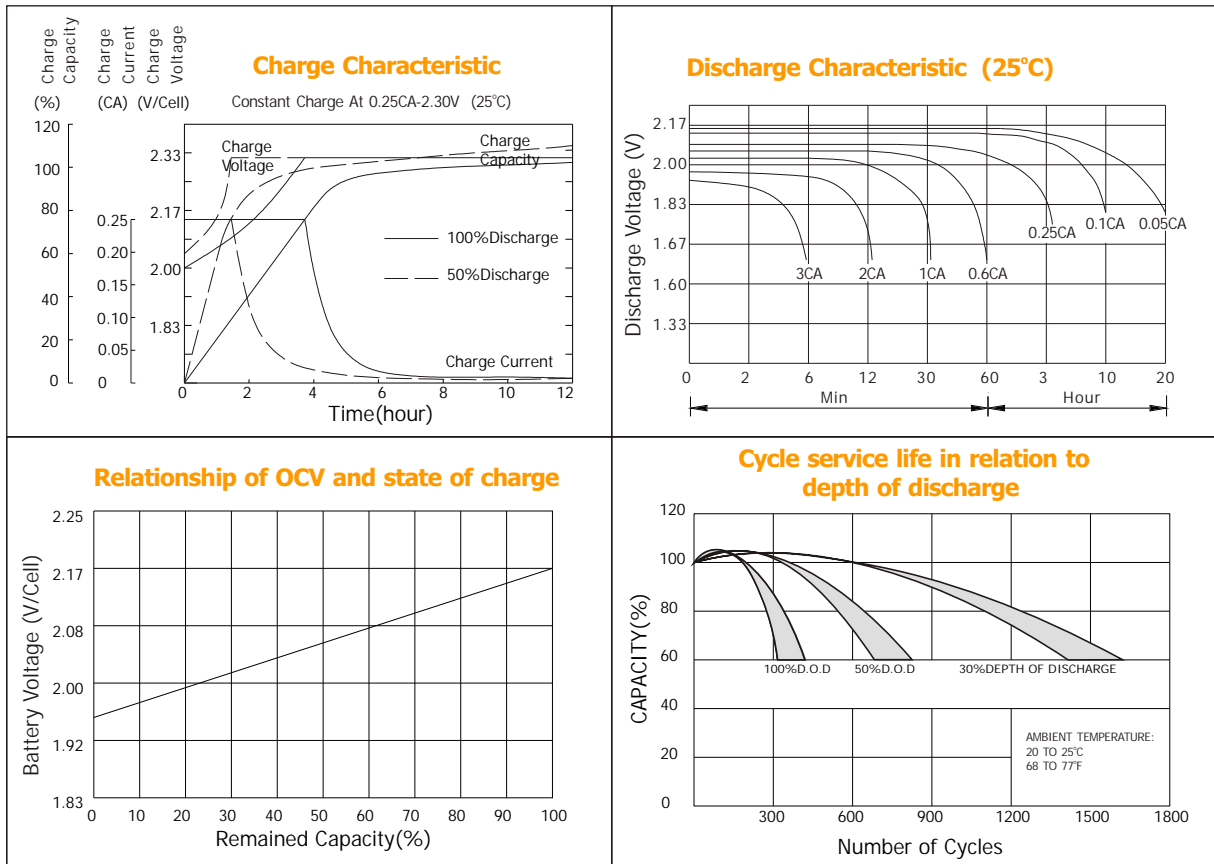 Charge Capacity
Charge Current
Charge Voltage
(%) (CA) (V/Cell)
Charge Characteristic
Constant Charge At 0.25CA-2.30V (25°C)
120
100
80
60
40
20
0
0.25
0.20
0.15
0.10
0.05
0
2.33
2.17
2.00
1.83
Charge Voltage
Charge Capacity
100%Discharge
50%Discharge
Charge Current
0 2 4 6 8 10 12
Time(hour)
Discharge Characteristic (25°C)
Discharge Voltage (V)
2.17
2.00
1.83
1.67
1.60
1.33
3CA 2CA 1CA 0.6CA 0.25CA 0.1CA 0.05CA
0 2 6 12 30 60 3 10 20
Min Hour
Relationship of OCV and state of charge
Battery Voltage (V/Cell)
2.25
2.17
2.08
2.00
1.92
1.83
0 10 20 30 40 50 60 70 80 90 100
Remained Capacity(%)
Cycle service life in relation to
depth of discharge
CAPACITY(%)
120
100
80
60
40
20
0
100%D.O.D 50%D.O.D 30%DEPTH OF DISCHARGE
AMBIENT TEMPERATURE:
20 TO 25°C
68 TO 77°F
300 600 900 1200 1500 1800
Number of Cycles